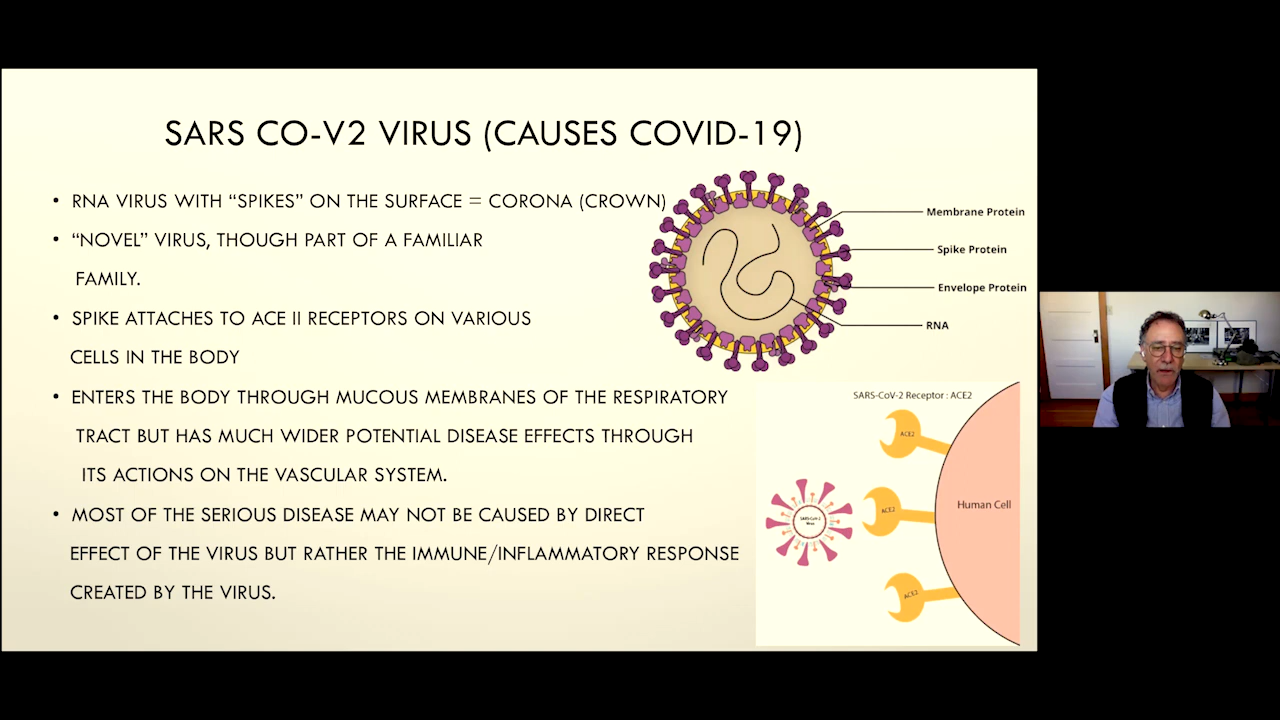 SARS CO-V2 VIRUS (CAUSES COVID-19)
• RNA VIRUS WITH “SPIKES” ON THE SURFACE = CORONA (CROWN)
• “NOVEL” VIRUS, THOUGH PART OF A FAMILIAR
FAMILY.
• SPIKE ATTACHES TO ACE II RECEPTORS ON VARIOUS
CELLS IN THE BODY
• ENTERS THE BODY THROUGH MUCOUS MEMBRANES OF THE RESPIRATORY
TRACT BUT HAS MUCH WIDER POTENTIAL DISEASE EFFECTS THROUGH
ITS ACTIONS ON THE VASCULAR SYSTEM.
• MOST OF THE SERIOUS DISEASE MAY NOT BE CAUSED BY DIRECT
EFFECT OF THE VIRUS BUT RATHER THE IMMUNE/INFLAMMATORY RESPONSE
CREATED BY THE VIRUS.
Membrane Protein
Spike Protein
Envelope Protein
RNA
SARS-CoV-2 Receptor : ACE2
ACE2
ACE2
ACE2
Human Cell
SARS-CoV-2
Virus